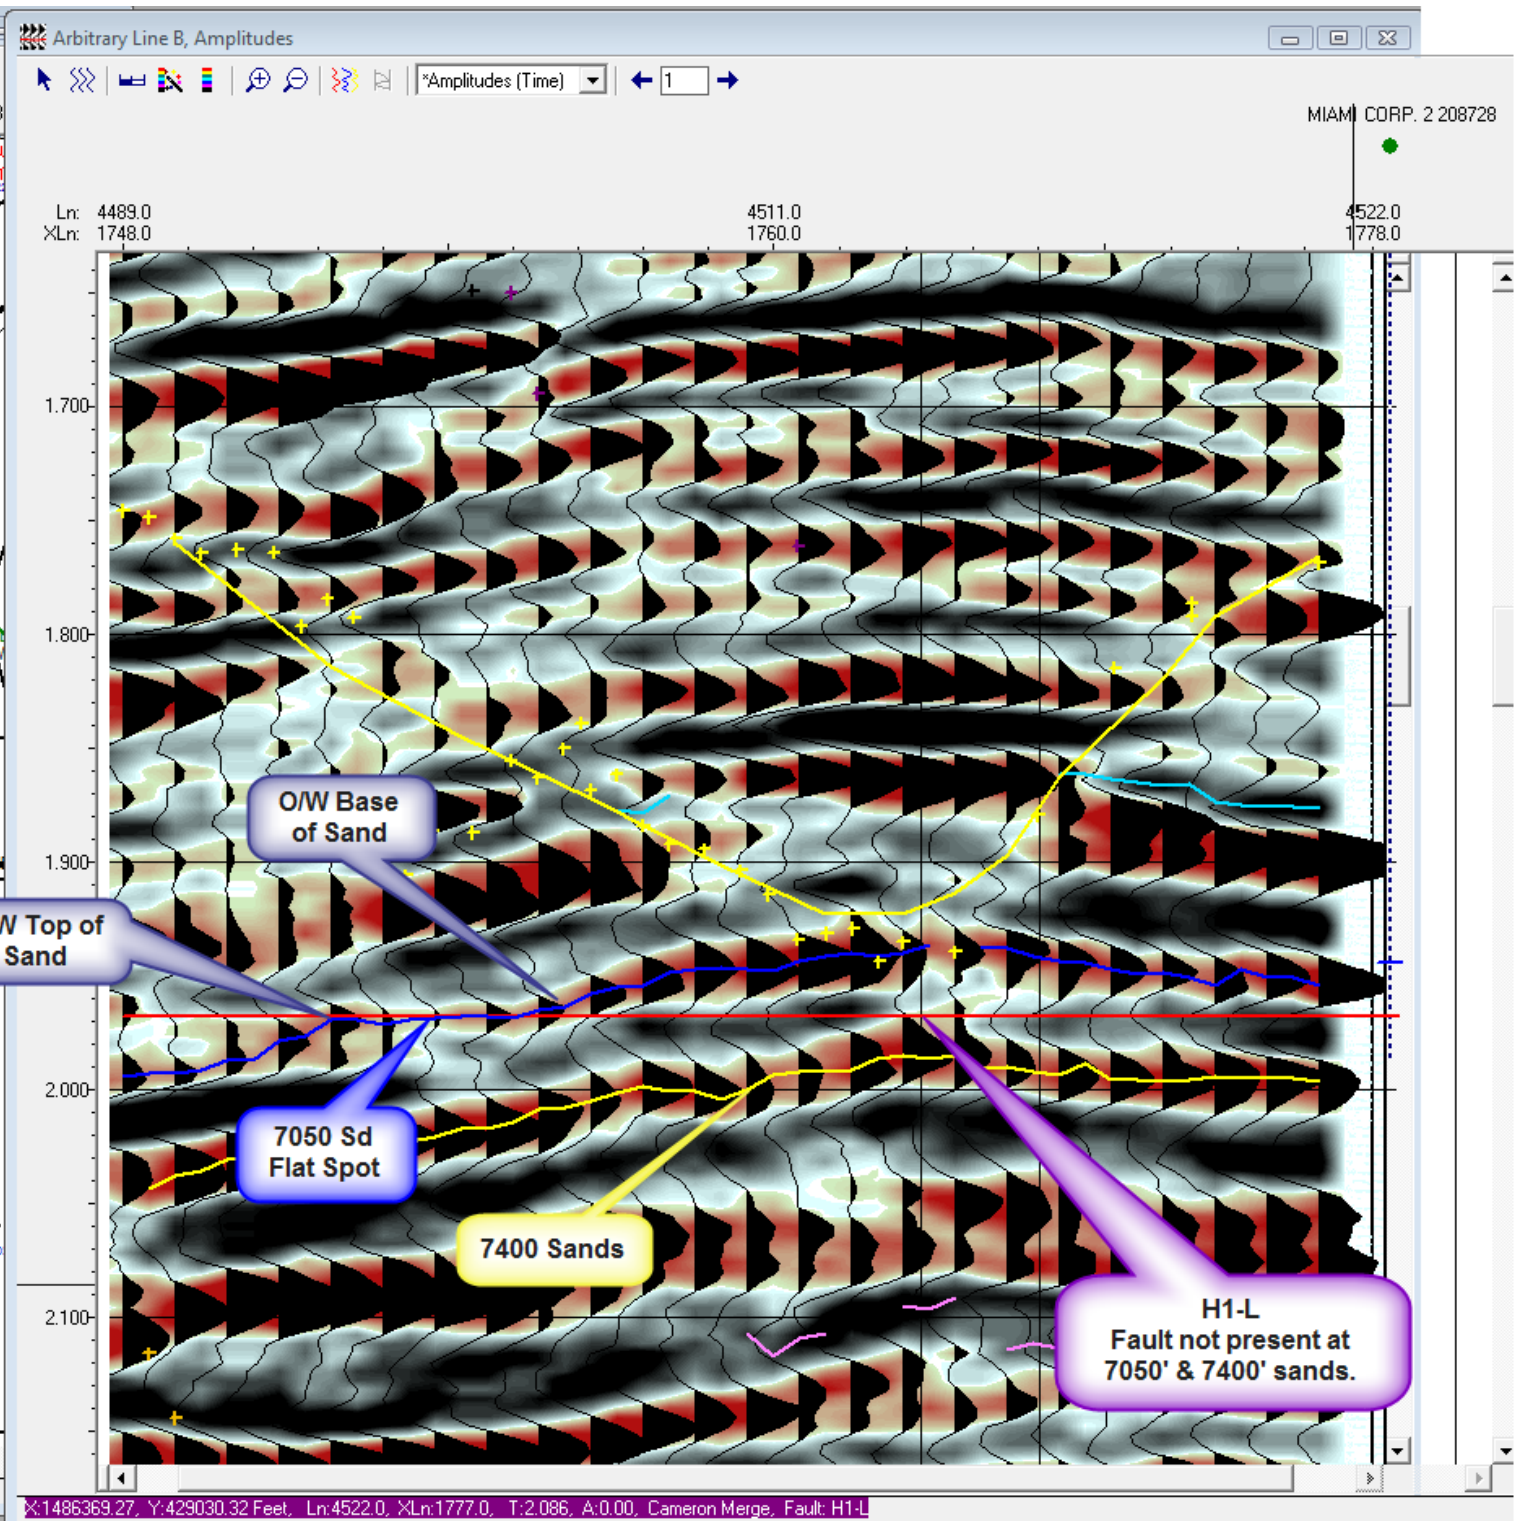 Arbitrary Line B, Amplitudes
*Amplitudes (Time)
1
MIAMI CORP. 2 208728
Ln: 4489.0 4511.0 4522.0
XLn: 1748.0 1760.0 1778.0
1.700
1.800
O/W Base
of Sand
1.900
Top of
Sand
2.000
7050 Sd
Flat Spot
7400 Sands
2.100
H1-L
Fault not present at
7050' & 7400' sands.
X:1486369.27, Y:429030.32 Feet, Ln:4522.0, XLn:1777.0, T:2.086, A:0.00, Cameron Merge, Fault: H1-L